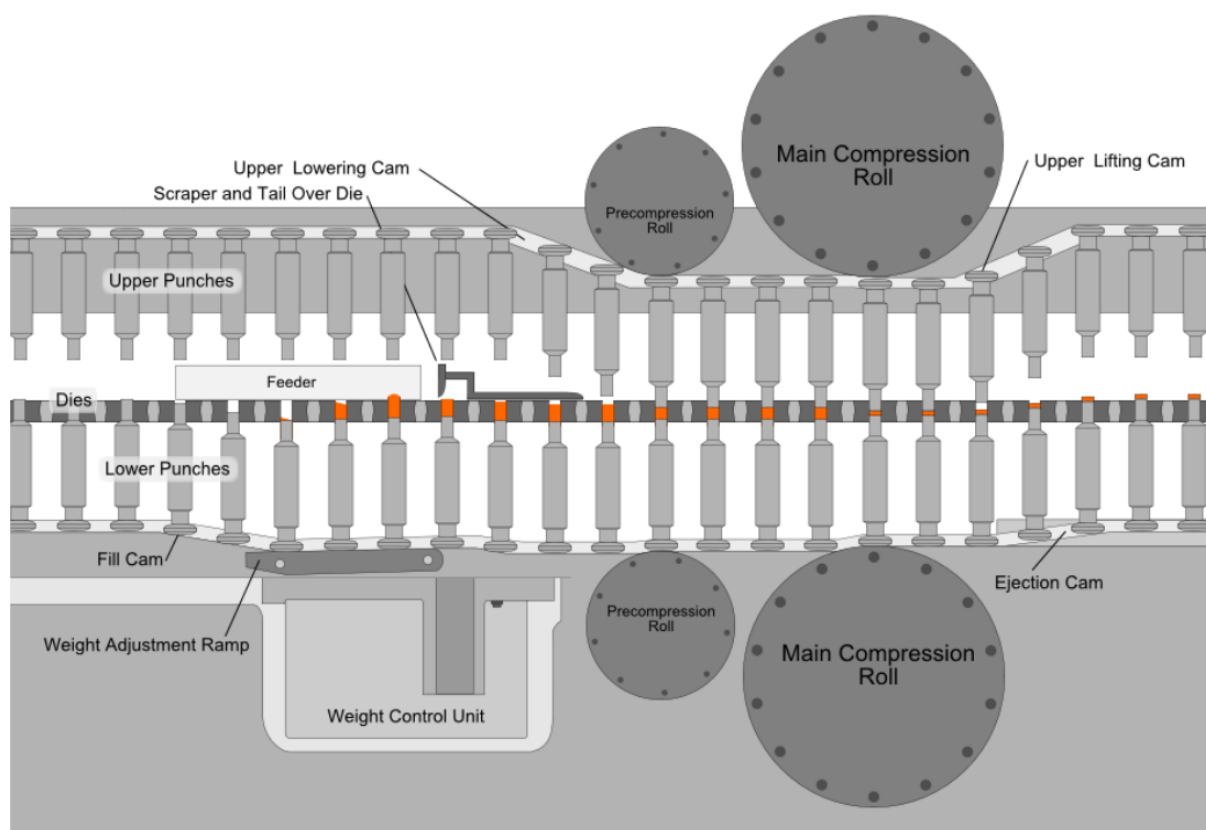 Upper Lowering Cam
Scraper and Tail Over Die
Precompression
Roll
Main Compression
Roll
Upper Lifting Cam
Upper Punches
Feeder
Dies
Lower Punches
Fill Cam
Ejection Cam
Weight Adjustment Ramp
Precompression
Roll
Main Compression
Roll
Weight Control Unit